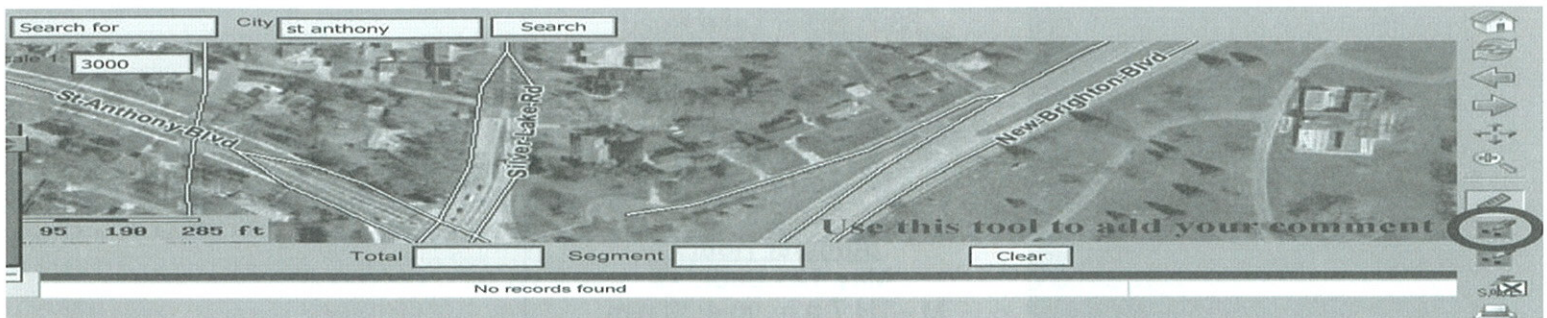 Search for City st anthony Search
3000
St-Anthony-Blvd
Silver-Lake-Rd
New-Brighton-Blvd.
95 190 285 ft
Use this tool to add your comment
Total Segment Clear
No records found